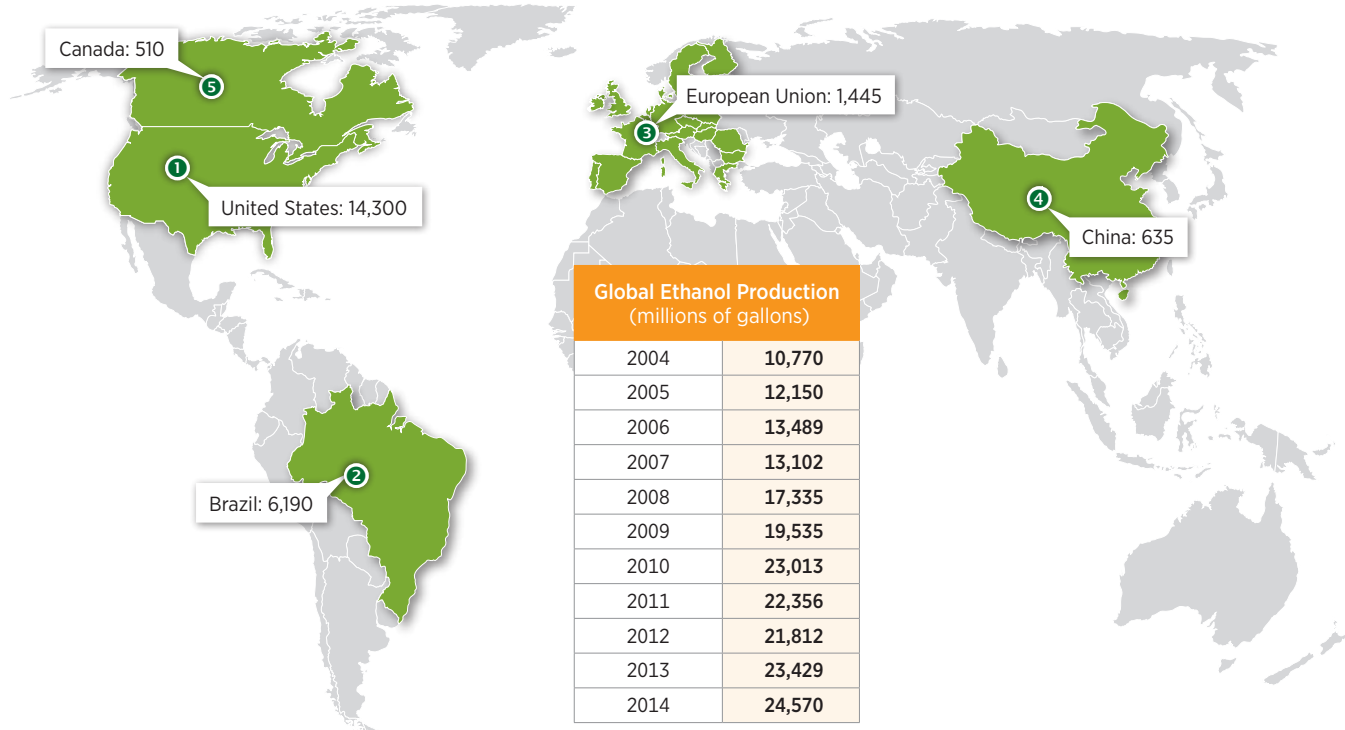 Canada: 510
5
European Union: 1,445
3
1
United States: 14,300
4
China: 635
2
Brazil: 6,190
Global Ethanol Production
(millions of gallons)
2004 10,770
2005 12,150
2006 13,489
2007 13,102
2008 17,335
2009 19,535
2010 23,013
2011 22,356
2012 21,812
2013 23,429
2014 24,570